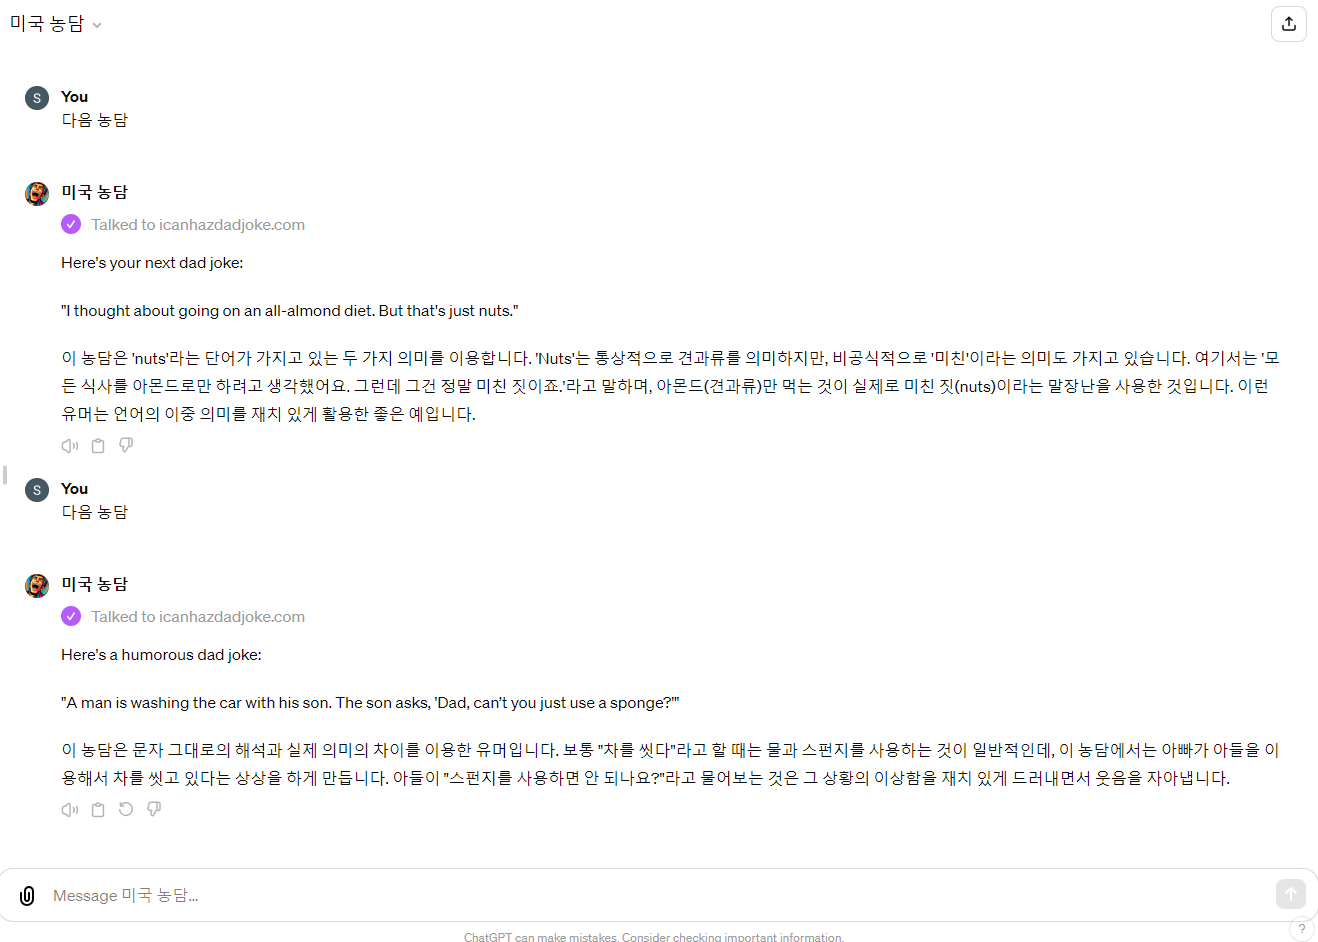 미국 농담
S
You
다음 농담
미국 농담
Talked to icanhazdadjoke.com
Here's your next dad joke:
"I thought about going on an all-almond diet. But that's just nuts."
이 농담은 'nuts'라는 단어가 가지고 있는 두 가지 의미를 이용합니다. 'Nuts'는 통상적으로 견과류를 의미하지만, 비공식적으로 '미친'이라는 의미도 가지고 있습니다. 여기서는 '모
든 식사를 아몬드로만 하려고 생각했어요. 그런데 그건 정말 미친 짓이죠.'라고 말하며, 아몬드(견과류)만 먹는 것이 실제로 미친 짓(nuts)이라는 말장난을 사용한 것입니다. 이런
유머는 언어의 이중 의미를 재치 있게 활용한 좋은 예입니다.
S
You
다음 농담
미국 농담
Talked to icanhazdadjoke.com
Here's a humorous dad joke:
"A man is washing the car with his son. The son asks, 'Dad, can’t you just use a sponge?'"
이 농담은 문자 그대로의 해석과 실제 의미의 차이를 이용한 유머입니다. 보통 "차를 씻다"라고 할 때는 물과 스펀지를 사용하는 것이 일반적인데, 이 농담에서는 아빠가 아들을 이
용해서 차를 씻고 있다는 상상을 하게 만듭니다. 아들이 "스펀지를 사용하면 안 되나요?"라고 물어보는 것은 그 상황의 이상함을 재치 있게 드러내면서 웃음을 자아냅니다.
Message 미국 농담...
ChatGPT can make mistakes. Consider checking important information.
?